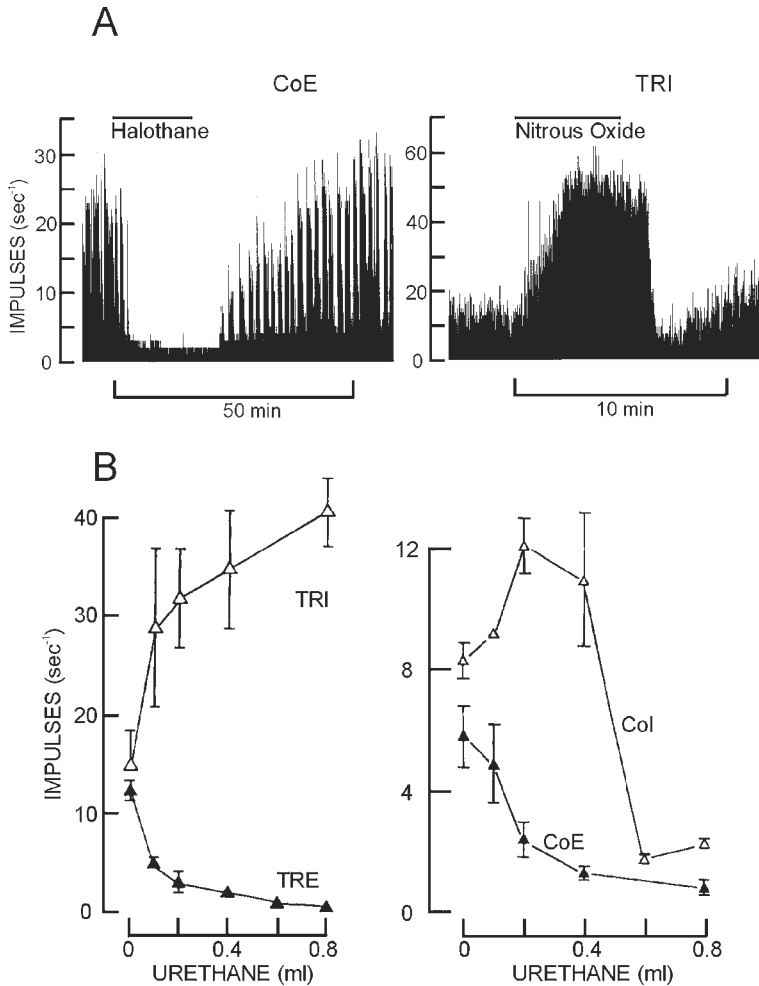 A
CoE
TRI
Halothane
Nitrous Oxide
IMPULSES (sec⁻¹)
30
20
10
0
60
40
20
0
50 min
10 min
B
IMPULSES (sec⁻¹)
40
30
20
10
0
TRI
TRE
0
0.4
0.8
URETHANE (ml)
12
8
4
0
CoI
CoE
0
0.4
0.8
URETHANE (ml)